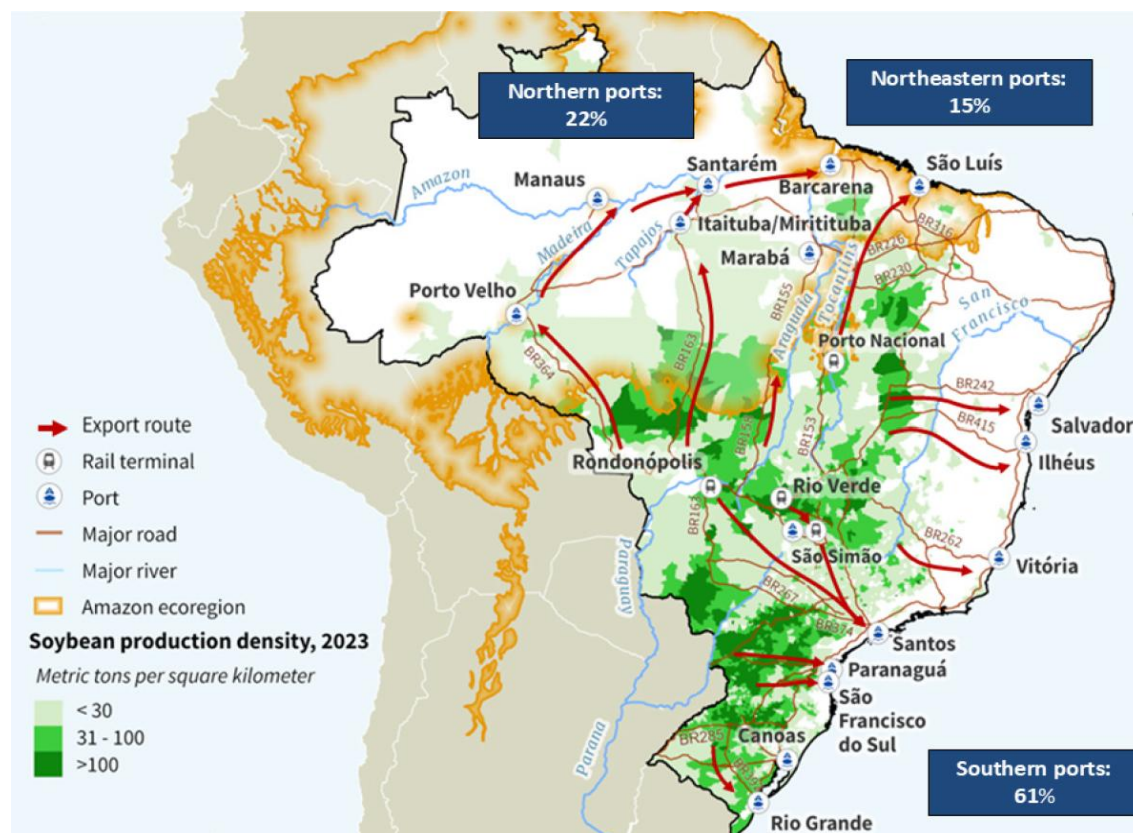 Northern ports:
22%
Northeastern ports:
15%
Santarém
São Luís
Manaus
Barcarena
Amazon
Itaituba/Miritituba
Madeira
Tapajos
BR316
BR226
Marabá
BR230
Porto Velho
BR155
Araguaia
Tocantins
San
Francisco
BR364
BR163
Porto Nacional
BR242
Salvador
BR415
Ilhéus
BR158
BR153
Rondonópolis
Rio Verde
BR163
São Simão
BR262
Vitória
Paraguay
BR267
BR374
Santos
Paranaguá
São
Francisco
do Sul
Canoas
BR285
Parana
Rio Grande
Export route
Rail terminal
Port
Major road
Major river
Amazon ecoregion
Soybean production density, 2023
Metric tons per square kilometer
< 30
31 - 100
>100
Southern ports:
61%